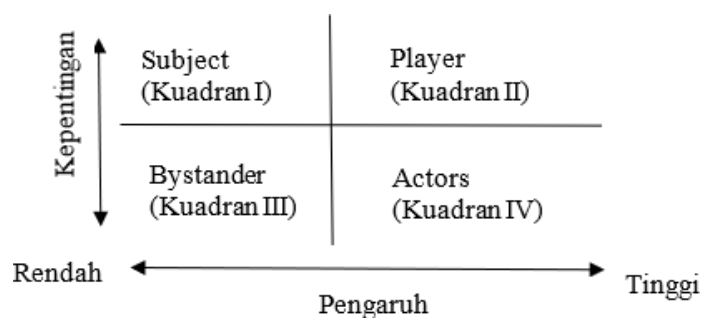 Kepentingan
Subject
(Kuadran I)
Player
(Kuadran II)
Bystander
(Kuadran III)
Actors
(Kuadran IV)
Rendah
Tinggi
Pengaruh